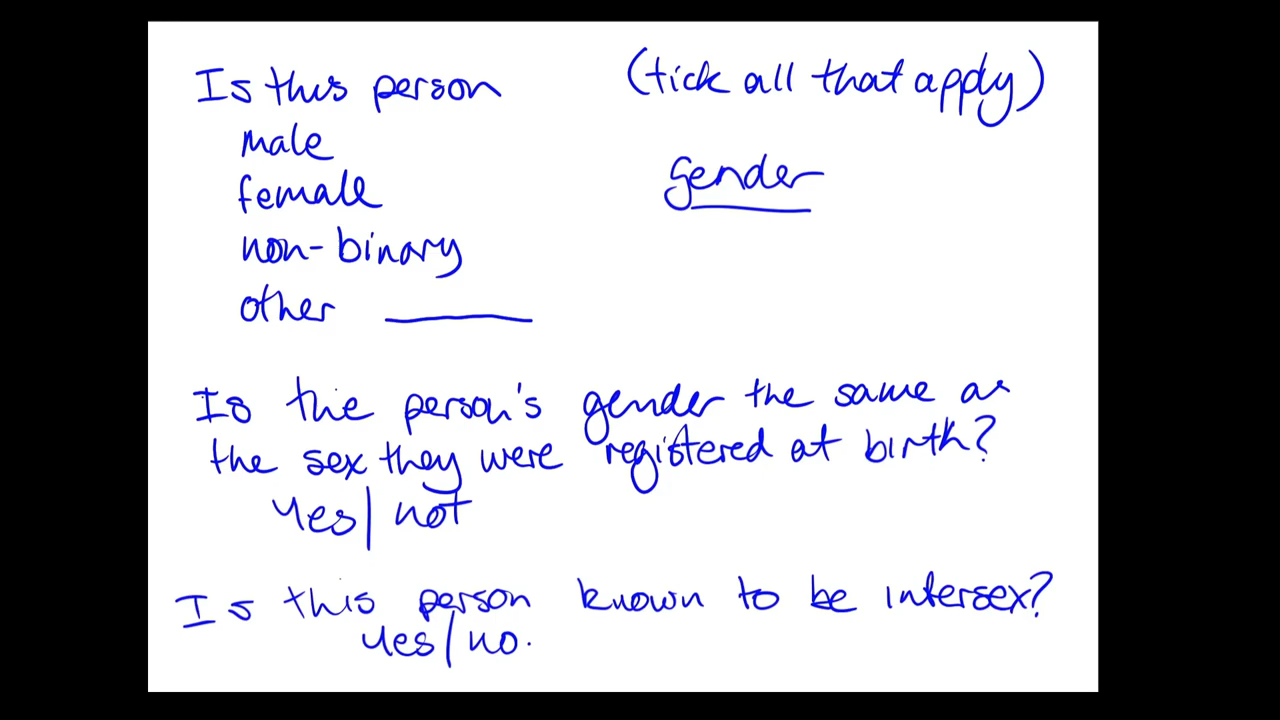 Is this person (tick all that apply)
male
gender
female
non-binary
other
Is the person's gender the same as
the sex they were registered at birth?
yes | not
Is this person known to be intersex?
yes | no.